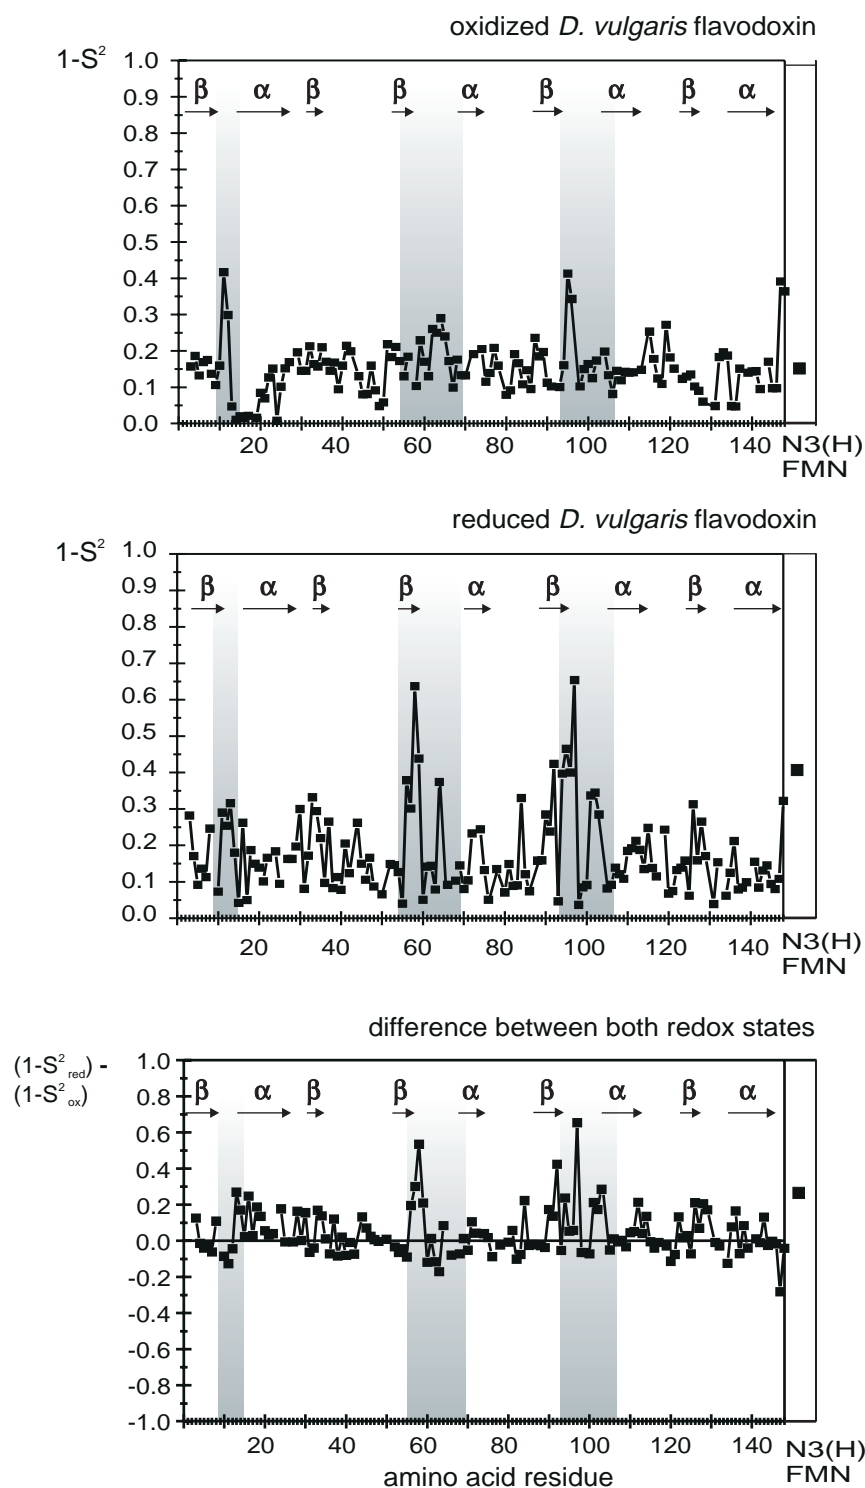 oxidized D. vulgaris flavodoxin
1-S²
1.0
0.9
0.8
0.7
0.6
0.5
0.4
0.3
0.2
0.1
0.0
β α β β α β α β α
20 40 60 80 100 120 140 N3(H)
FMN
reduced D. vulgaris flavodoxin
1-S²
1.0
0.9
0.8
0.7
0.6
0.5
0.4
0.3
0.2
0.1
0.0
β α β β α β α β α
20 40 60 80 100 120 140 N3(H)
FMN
difference between both redox states
(1-S² red) -
(1-S² ox)
1.0
0.8
0.6
0.4
0.2
0.0
-0.2
-0.4
-0.6
-0.8
-1.0
β α β β α β α β α
20 40 60 80 100 120 140 N3(H)
FMN
amino acid residue